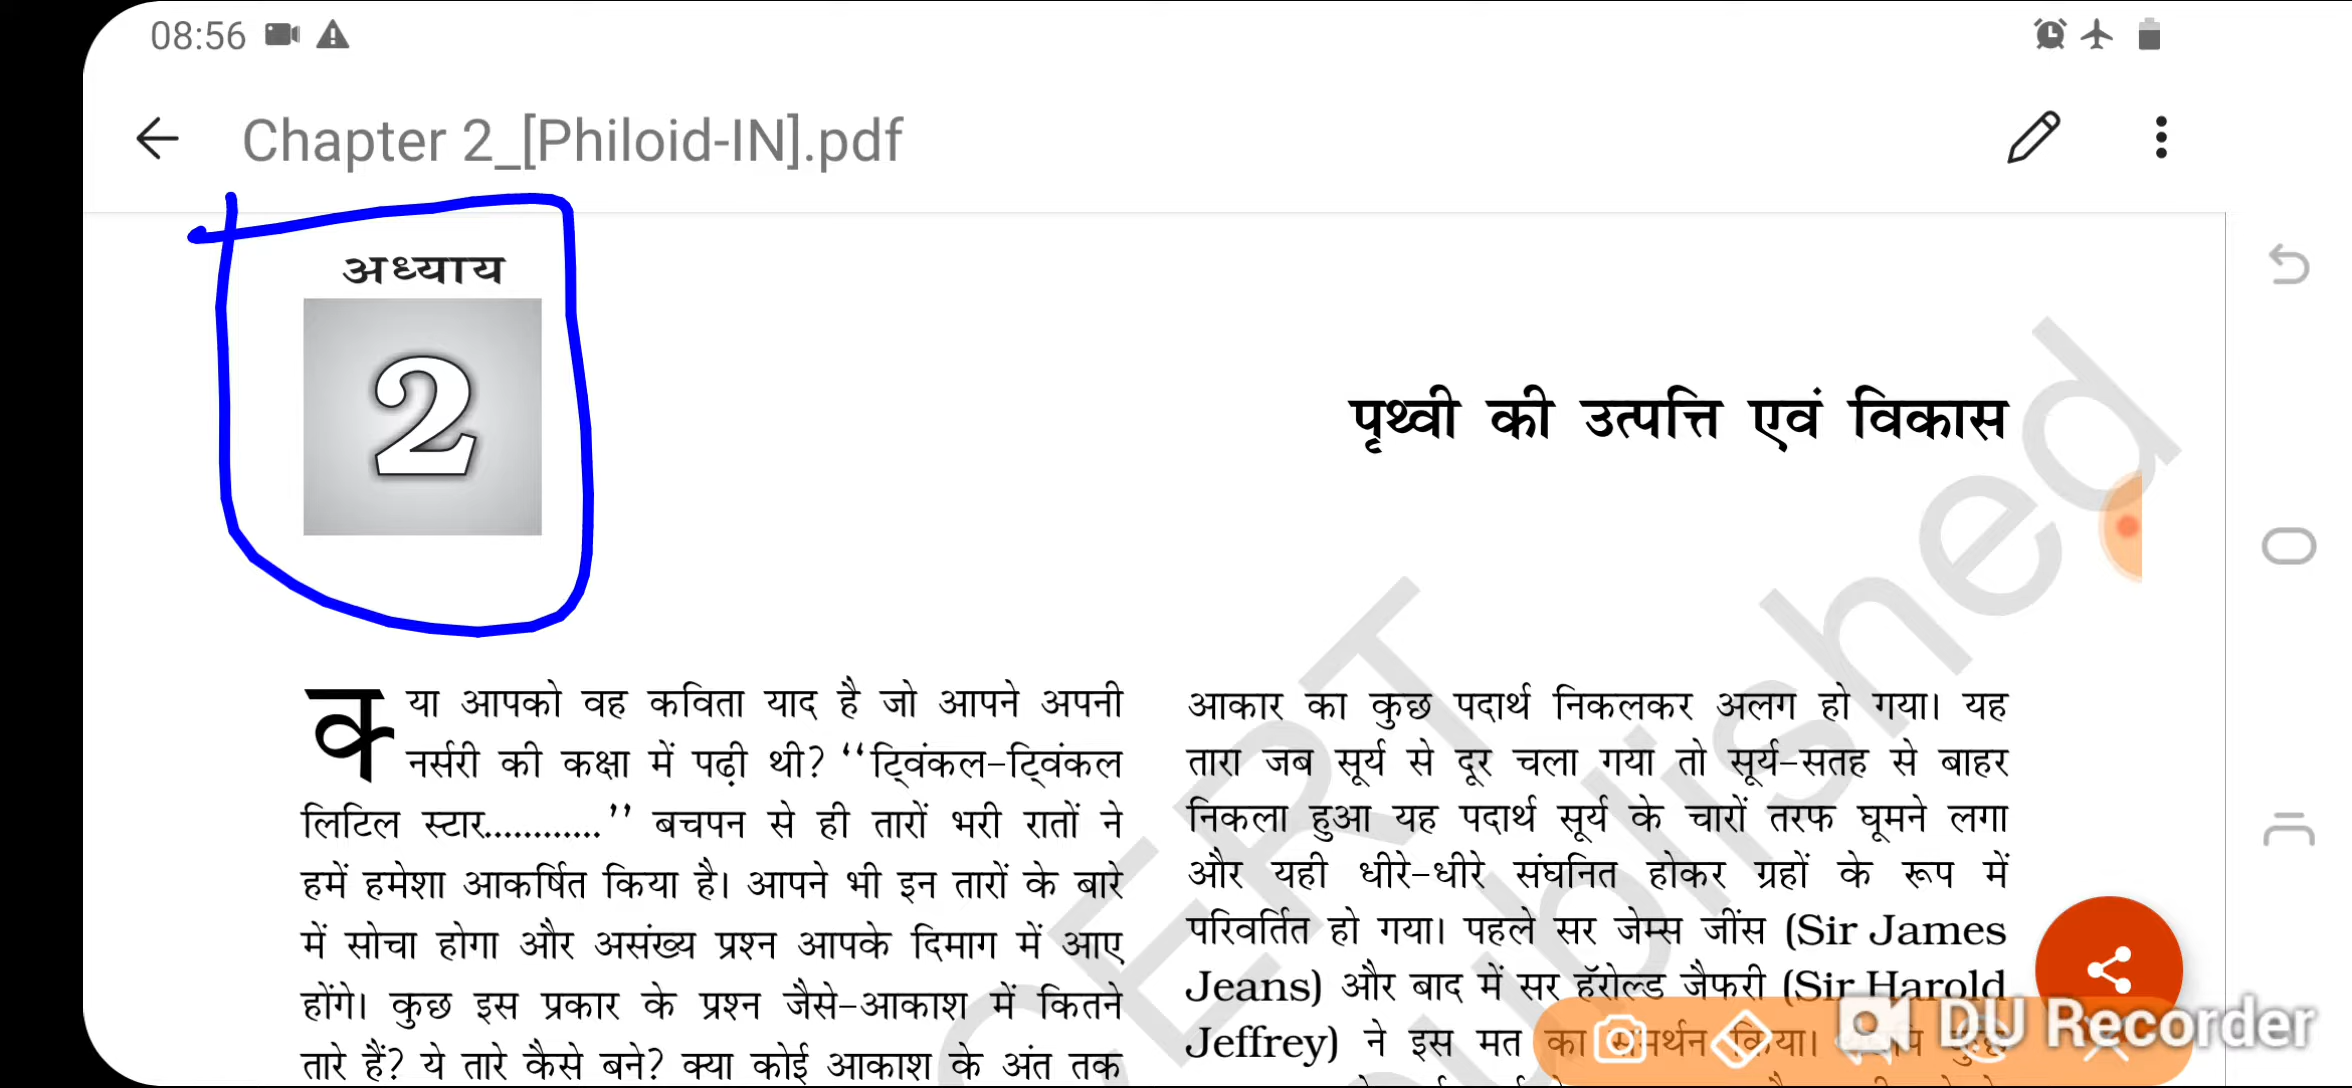 08:56
Chapter 2_[Philoid-IN].pdf
अध्याय
2
पृथ्वी की उत्पत्ति एवं विकास
क्या आपको वह कविता याद है जो आपने अपनी
नर्सरी की कक्षा में पढ़ी थी? ‘‘ट्विंकल-ट्विंकल
लिटिल स्टार............’’ बचपन से ही तारों भरी रातों ने
हमें हमेशा आकर्षित किया है। आपने भी इन तारों के बारे
में सोचा होगा और असंख्य प्रश्न आपके दिमाग में आए
होंगे। कुछ इस प्रकार के प्रश्न जैसे-आकाश में कितने
तारे हैं? ये तारे कैसे बने? क्या कोई आकाश के अंत तक
आकार का कुछ पदार्थ निकलकर अलग हो गया। यह
तारा जब सूर्य से दूर चला गया तो सूर्य-सतह से बाहर
निकला हुआ यह पदार्थ सूर्य के चारों तरफ घूमने लगा
और यही धीरे-धीरे संघनित होकर ग्रहों के रूप में
परिवर्तित हो गया। पहले सर जेम्स जींस (Sir James
Jeans) और बाद में सर हॅरोल्ड जैफरी (Sir Harold
Jeffrey) ने इस मत का समर्थन किया।
DU Recorder
published